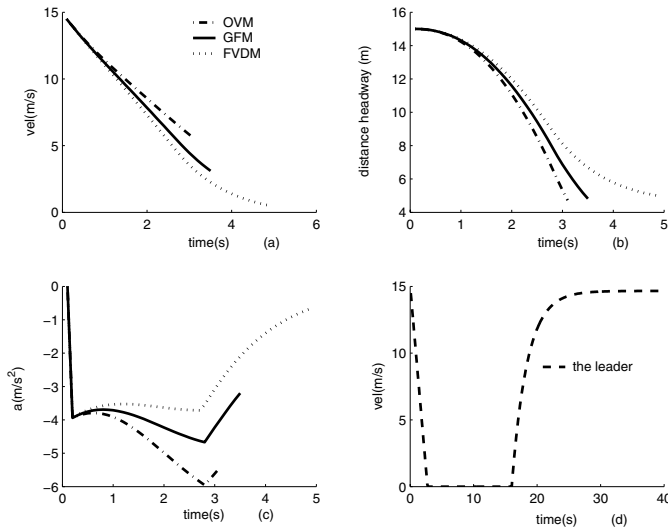 15
10
5
0
0
2
4
6
vel(m/s)
time(s)
(a)
OVM
GFM
FVDM
16
14
12
10
8
6
4
0
1
2
3
4
5
distance headway (m)
time(s)
(b)
0
−1
−2
−3
−4
−5
−6
0
1
2
3
4
5
a(m/s²)
time(s)
(c)
15
10
5
0
0
10
20
30
40
vel(m/s)
time(s)
(d)
the leader